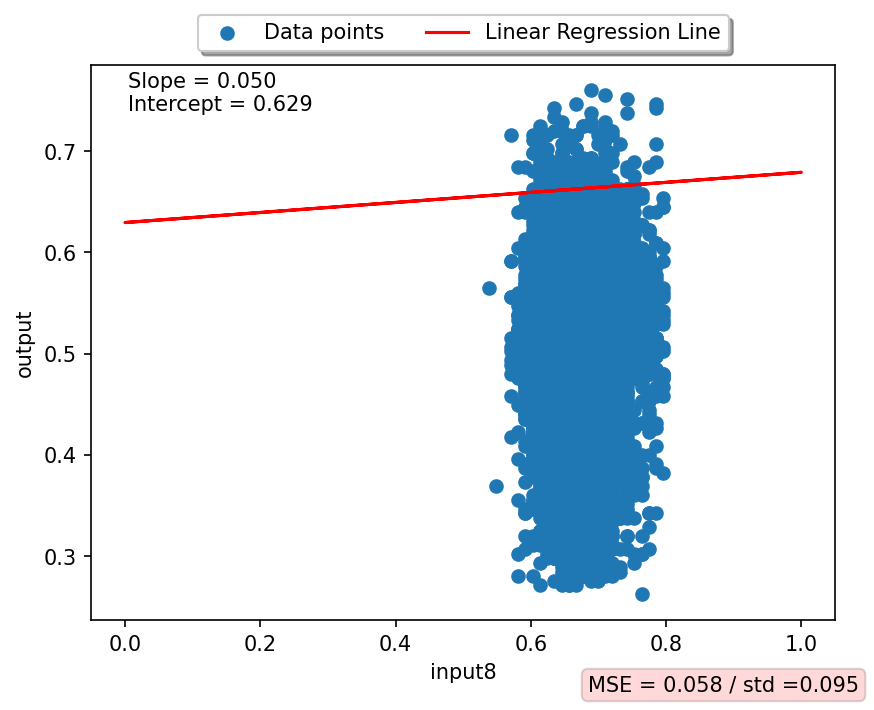 Data points
Linear Regression Line
Slope = 0.050
Intercept = 0.629
output
0.7
0.6
0.5
0.4
0.3
0.0 0.2 0.4 0.6 0.8 1.0
input8
MSE = 0.058 / std =0.095